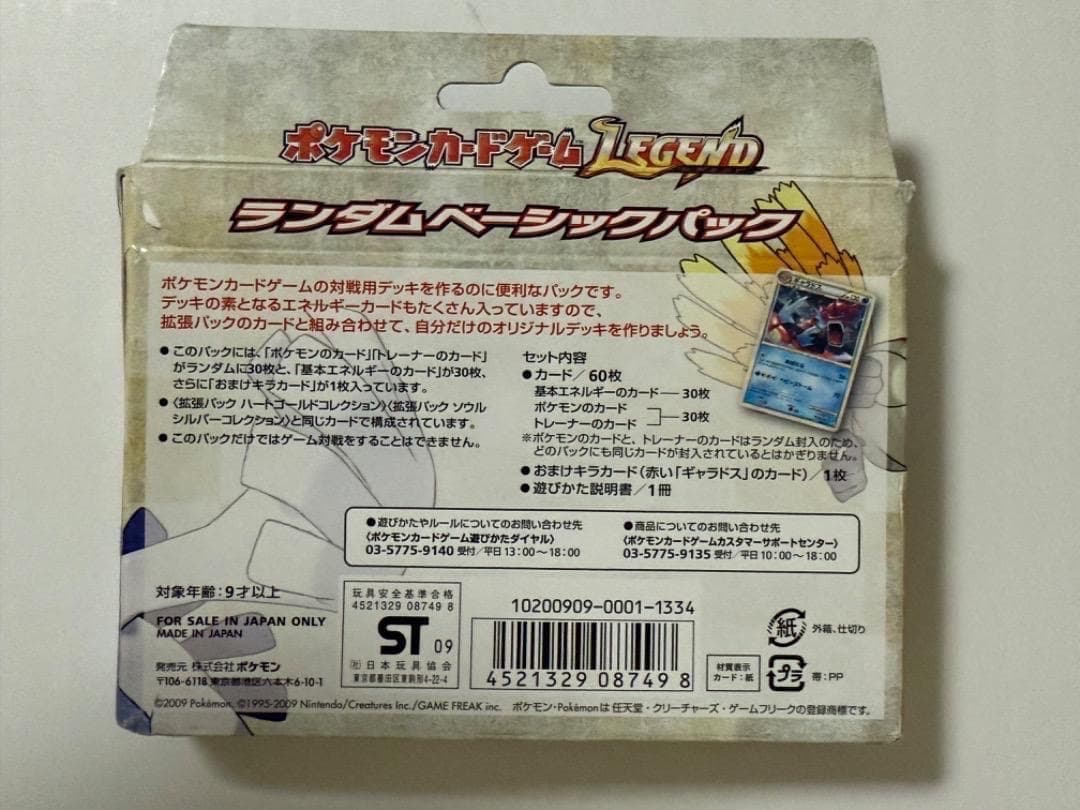 ポケモンカードゲーム LEGEND
ランダムベーシックパック
ポケモンカードゲームの対戦用デッキを作るのに便利なパックです。
デッキの素となるエネルギーカードもたくさん入っていますので、
拡張パックのカードと組み合わせて、自分だけのオリジナルデッキを作りましょう。
●このパックには、「ポケモンのカード」「トレーナーのカード」
がランダムに30枚と、「基本エネルギーのカード」が30枚、
さらに「おまけキラカード」が1枚入っています。
●〈拡張パック ハートゴールドコレクション〉〈拡張パック ソウル
シルバーコレクション〉と同じカードで構成されています。
●このパックだけではゲーム対戦をすることはできません。
セット内容
●カード/60枚
基本エネルギーのカード 30枚
ポケモンのカード
トレーナーのカード 30枚
※ポケモンのカードと、トレーナーのカードはランダム封入のため、
どのパックにも同じカードが封入されているとはかぎりません。
●おまけキラカード(赤い「ギャラドス」のカード)/1枚
●遊びかた説明書/1冊
ギャラドス
●遊びかたやルールについてのお問い合わせ先
〈ポケモンカードゲーム遊びかたダイヤル〉
03-5775-9140 受付/平日13:00〜18:00
●商品についてのお問い合わせ先
〈ポケモンカードゲームカスタマーサポートセンター〉
03-5775-9135 受付/平日10:00〜18:00
対象年齢:9才以上
FOR SALE IN JAPAN ONLY
MADE IN JAPAN
発売元 株式会社ポケモン
〒106-6118 東京都港区六本木6-10-1
玩具安全基準合格
4521329 08749 8
ST 09
(社)日本玩具協会
東京都墨田区東駒形4-22-4
10200909-0001-1334
4 521329 087498
材質表示
カード:紙
紙 外箱、仕切り
プラ 帯:PP
©2009 Pokémon. ©1995-2009 Nintendo/Creatures Inc./GAME FREAK inc. ポケモン・Pokémonは任天堂・クリーチャーズ・ゲームフリークの登録商標です。